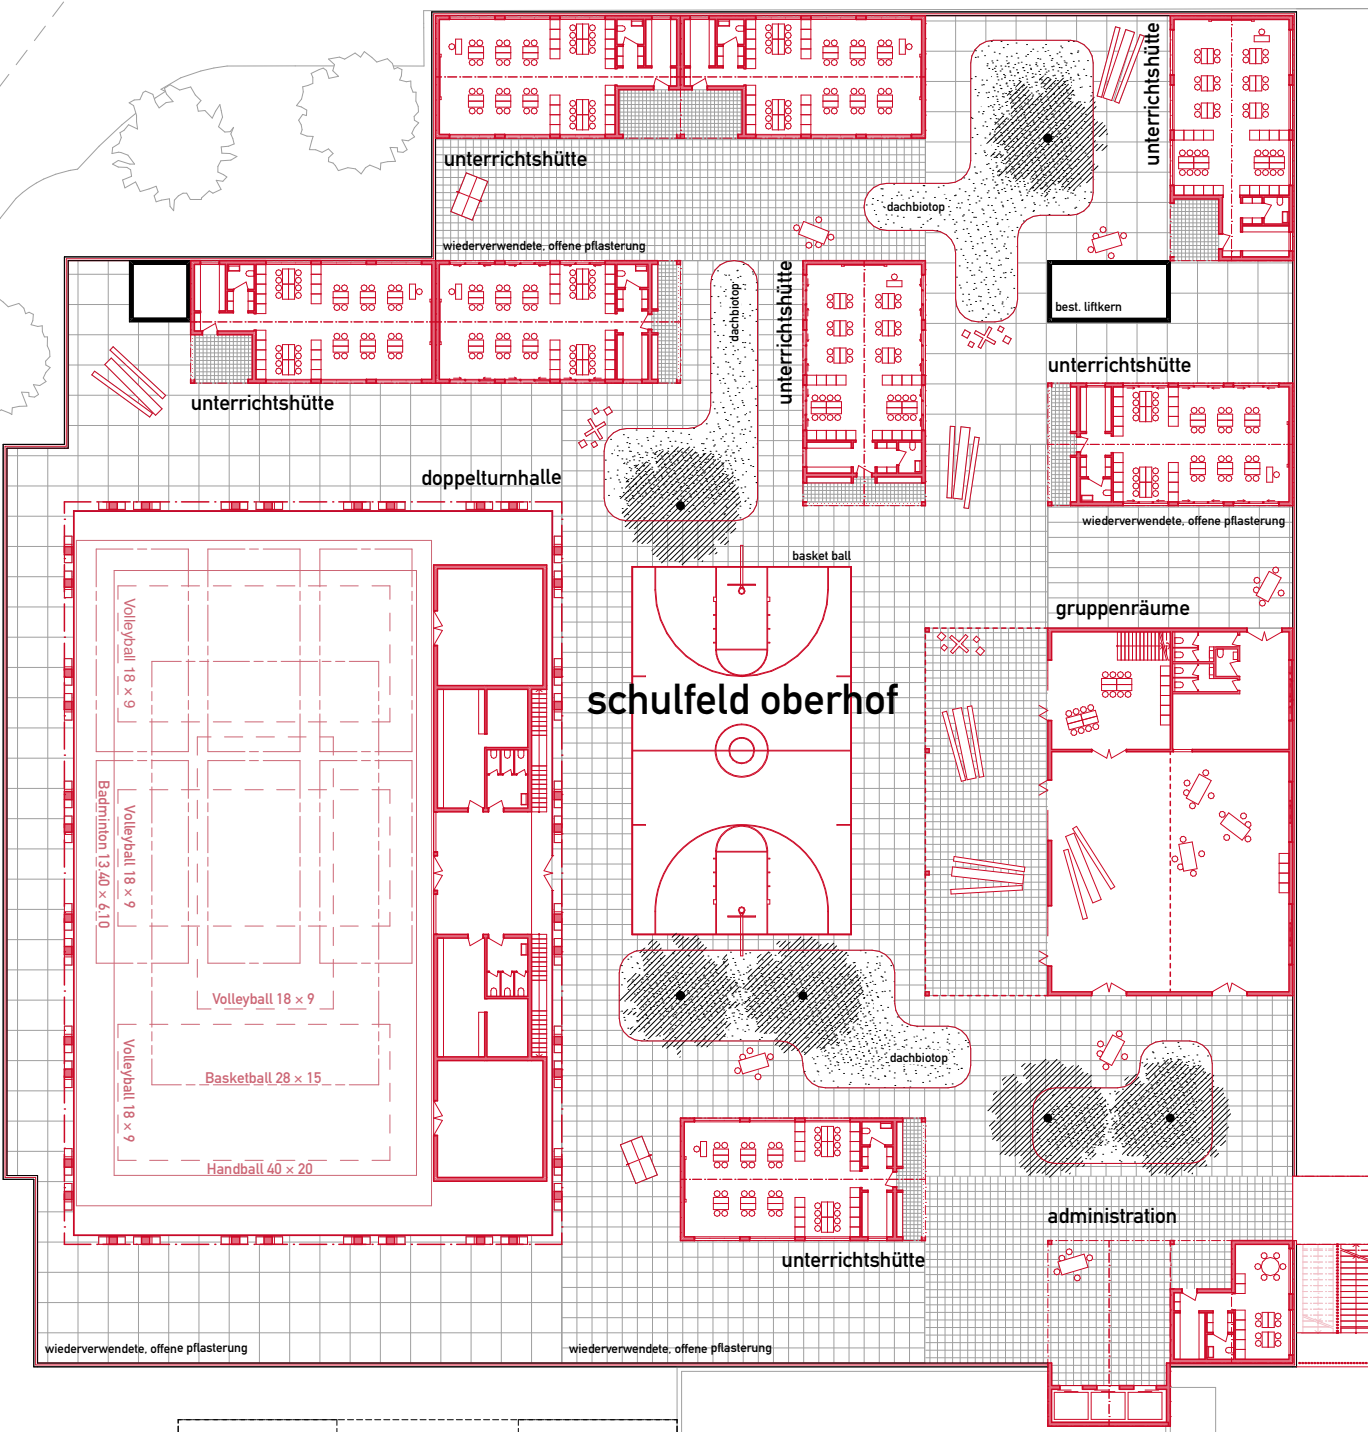 unterrichtshütte
unterrichtshütte
dachbiotop
wiederverwendete, offene pflasterung
unterrichtshütte
dachbiotop
unterrichtshütte
best. liftkern
unterrichtshütte
doppelturnhalle
wiederverwendete, offene pflasterung
basket ball
gruppenräume
schulfeld oberhof
Volleyball 18 × 9
Badminton 13.40 × 6.10
Volleyball 18 × 9
Volleyball 18 × 9
Volleyball 18 × 9
Basketball 28 × 15
Handball 40 × 20
dachbiotop
administration
unterrichtshütte
wiederverwendete, offene pflasterung
wiederverwendete, offene pflasterung